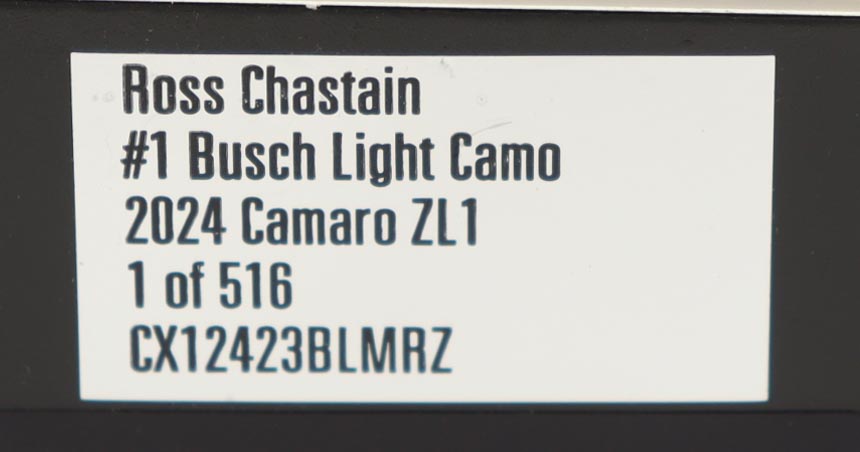 Ross Chastain
#1 Busch Light Camo
2024 Camaro ZL1
1 of 516
CX12423BLMRZ